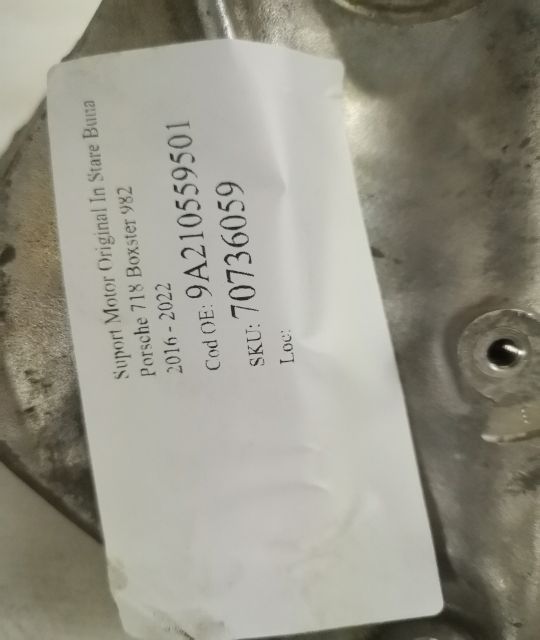 Suport Motor Original In Stare Buna
Porsche 718 Boxster 982
2016 - 2022
Cod OE: 9A210559501
SKU: 70736059
Loc: